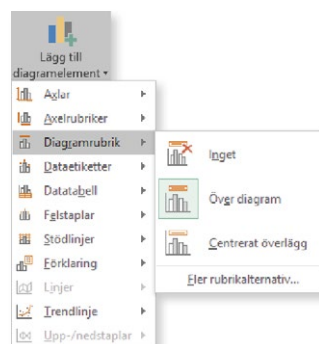 Lägg till
diagramelement
Axlar
Axelrubriker
Diagramrubrik
Dataetiketter
Datatabell
Felstaplar
Stödlinjer
Förklaring
Linjer
Trendlinje
Upp-/nedstaplar
Inget
Över diagram
Centrerat överlägg
Fler rubrikalternativ...